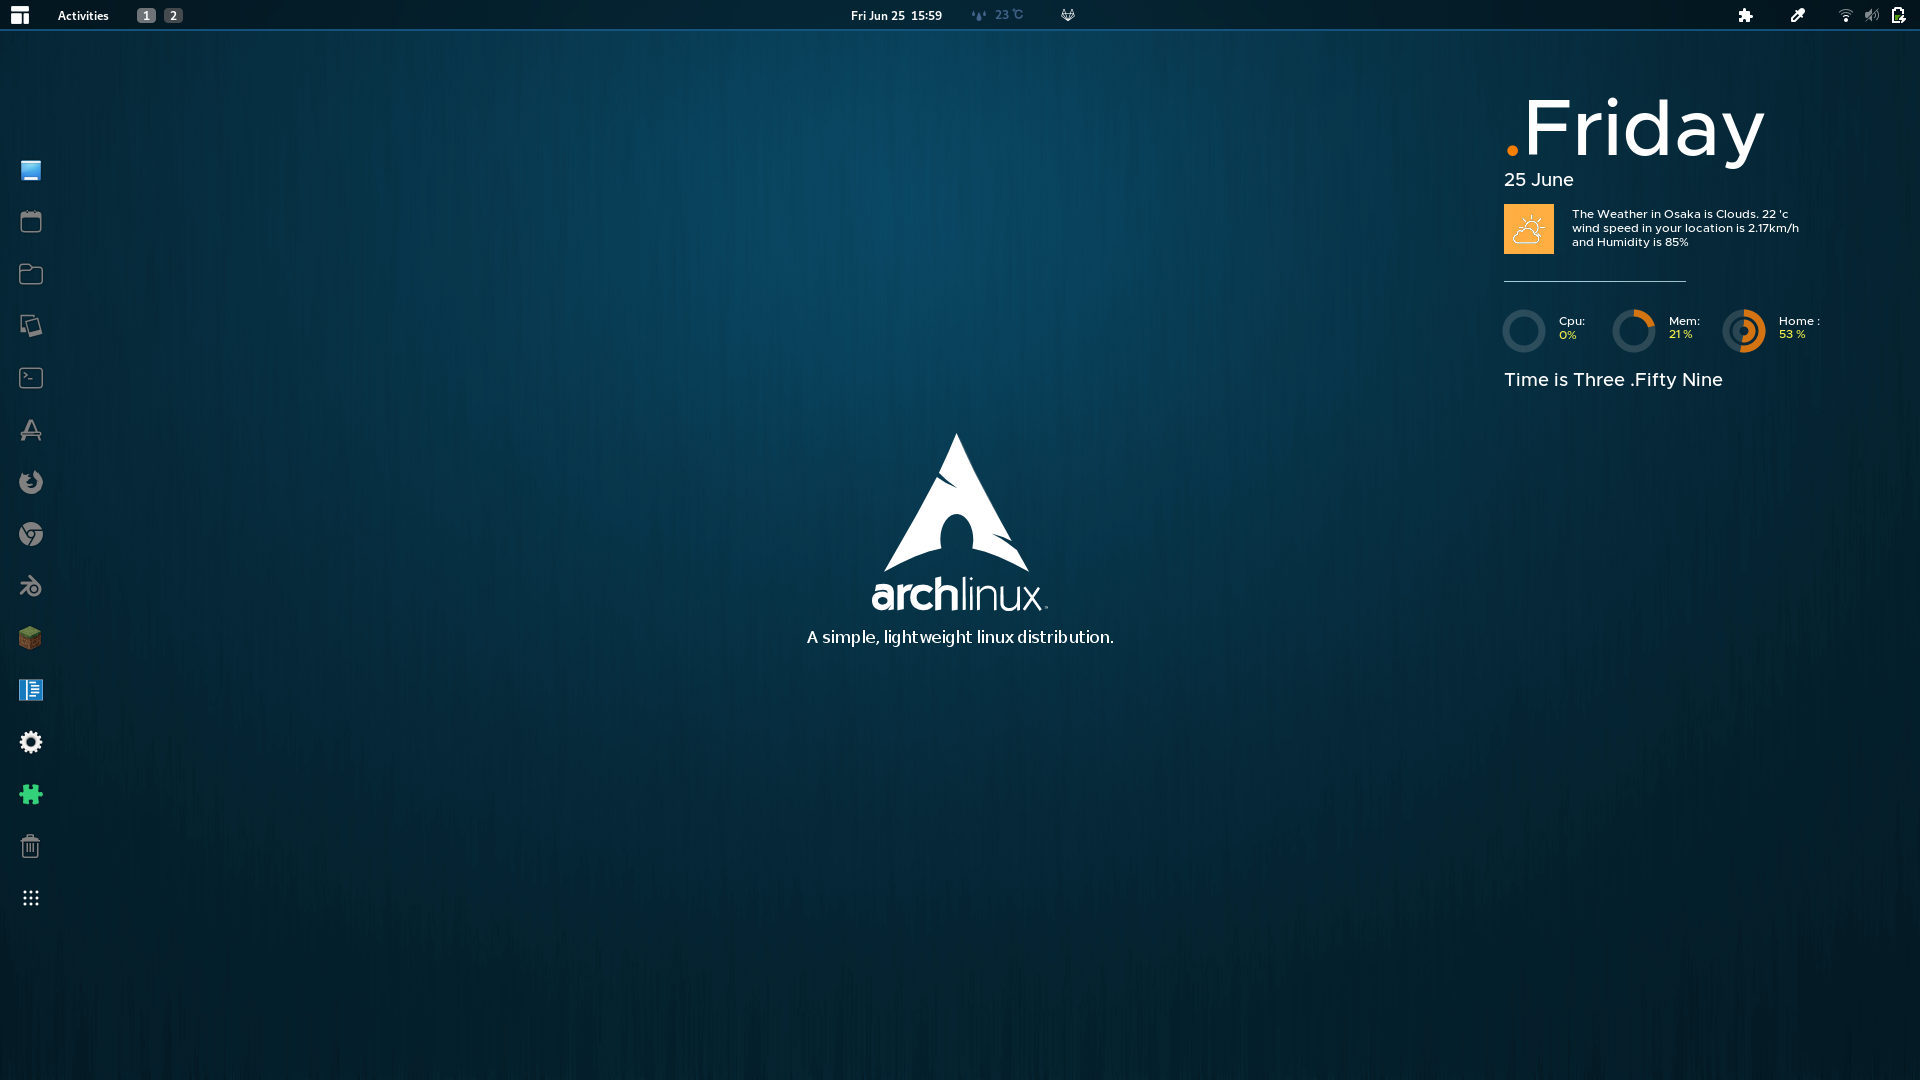 Activities 1 2 Fri Jun 25 15:59 23 °C
.Friday
25 June
The Weather in Osaka is Clouds. 22 'c
wind speed in your location is 2.17km/h
and Humidity is 85%
Cpu: Mem: Home :
0% 21 % 53 %
Time is Three .Fifty Nine
archlinux
A simple, lightweight linux distribution.